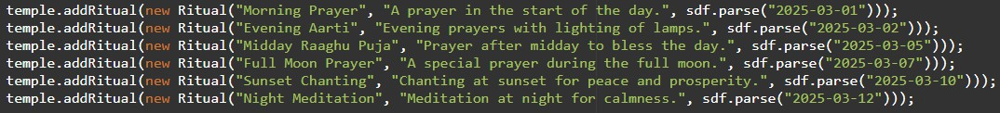 temple.addRitual(new Ritual("Morning Prayer", "A prayer in the start of the day.", sdf.parse("2025-03-01")));
temple.addRitual(new Ritual("Evening Aarti", "Evening prayers with lighting of lamps.", sdf.parse("2025-03-02")));
temple.addRitual(new Ritual("Midday Raaghu Puja", "Prayer after midday to bless the day.", sdf.parse("2025-03-05")));
temple.addRitual(new Ritual("Full Moon Prayer", "A special prayer during the full moon.", sdf.parse("2025-03-07")));
temple.addRitual(new Ritual("Sunset Chanting", "Chanting at sunset for peace and prosperity.", sdf.parse("2025-03-10")));
temple.addRitual(new Ritual("Night Meditation", "Meditation at night for calmness.", sdf.parse("2025-03-12")));